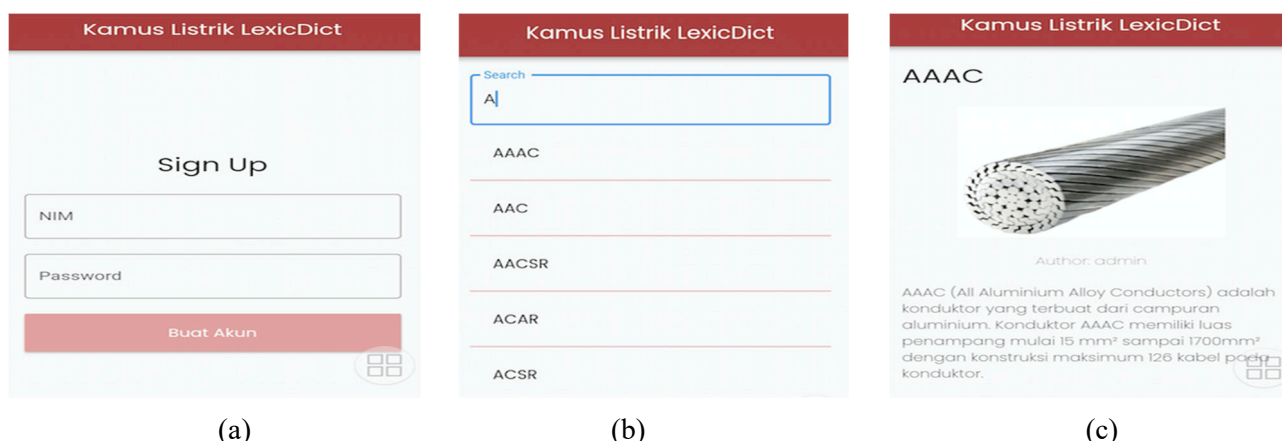 Kamus Listrik LexicDict
Sign Up
NIM
Password
Buat Akun
(a)
Kamus Listrik LexicDict
Search
A
AAAC
AAC
AACSR
ACAR
ACSR
(b)
Kamus Listrik LexicDict
AAAC
Author: admin
AAAC (All Aluminium Alloy Conductors) adalah
konduktor yang terbuat dari campuran
aluminium. Konduktor AAAC memiliki luas
penampang mulai 15 mm² sampai 1700mm²
dengan konstruksi maksimum 126 kabel pada
konduktor.
(c)